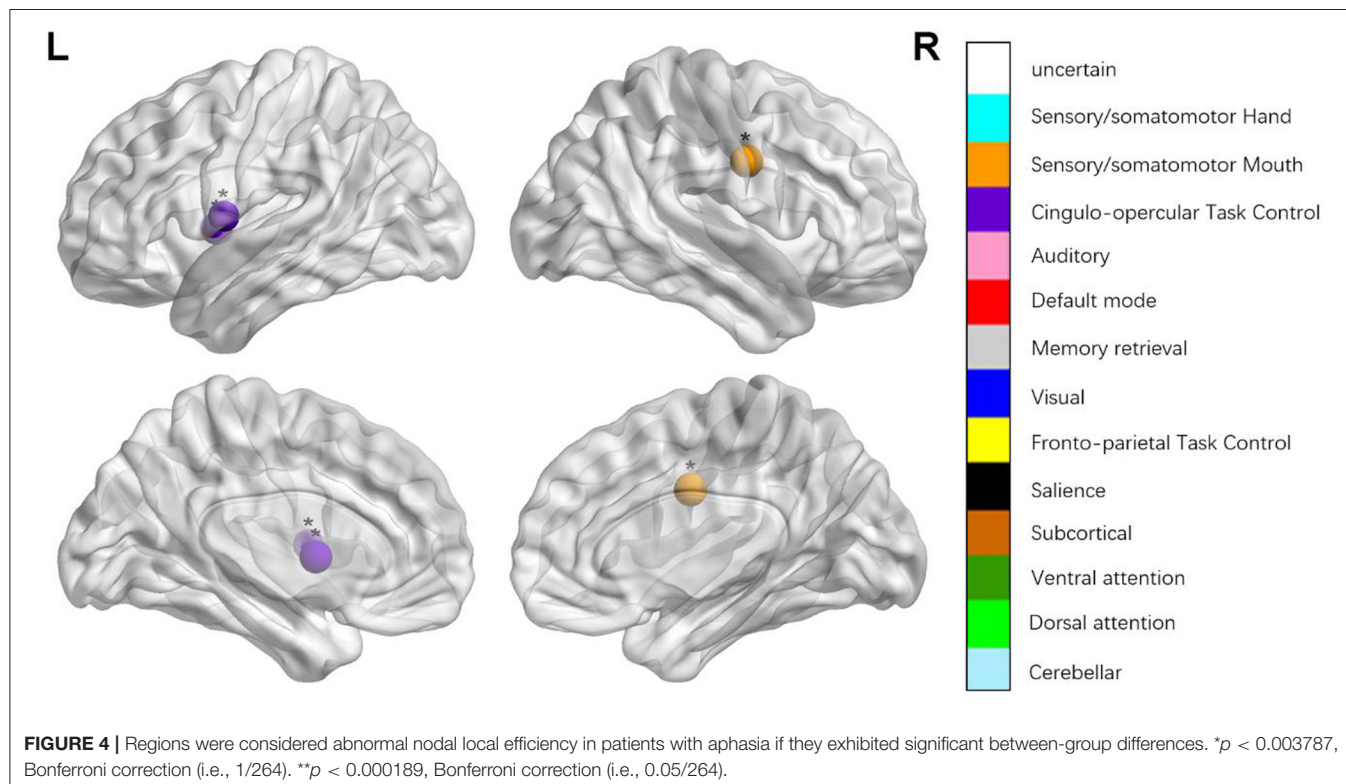 L
R
*
*
*
*
* *
uncertain
Sensory/somatomotor Hand
Sensory/somatomotor Mouth
Cingulo-opercular Task Control
Auditory
Default mode
Memory retrieval
Visual
Fronto-parietal Task Control
Salience
Subcortical
Ventral attention
Dorsal attention
Cerebellar
FIGURE 4 | Regions were considered abnormal nodal local efficiency in patients with aphasia if they exhibited significant between-group differences. *p < 0.003787,
Bonferroni correction (i.e., 1/264). **p < 0.000189, Bonferroni correction (i.e., 0.05/264).